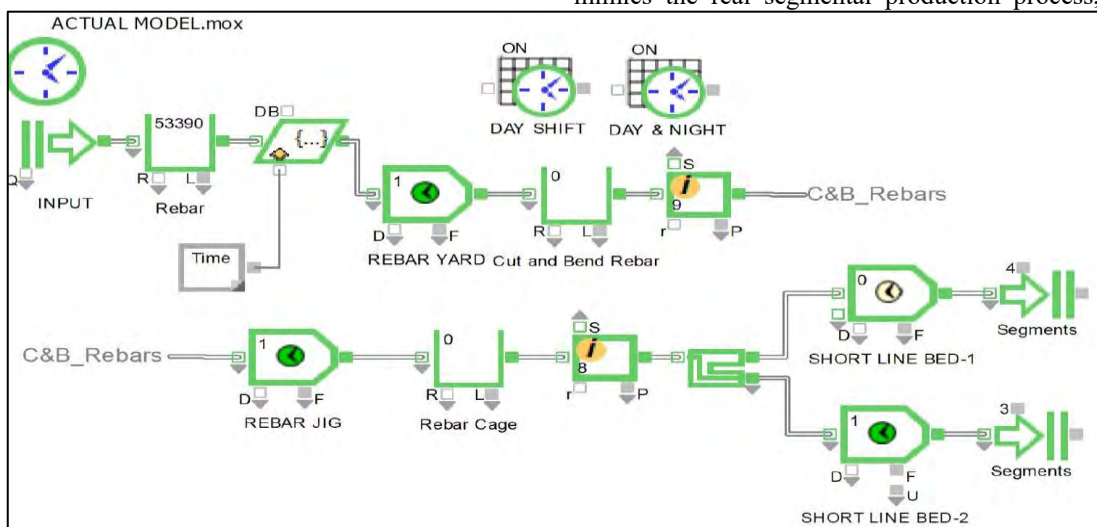 mimics the real segmental production process,
ACTUAL MODEL.mox
ON
ON
53390
DB
{...}
DAY SHIFT
DAY & NIGHT
Q
INPUT
R
L
Rebar
1
0
S
i
9
C&B_Rebars
D
F
R
L
r
P
REBAR YARD
Cut and Bend Rebar
Time
0
4
Segments
D
F
SHORT LINE BED-1
C&B_Rebars
1
0
S
i
8
D
F
R
L
r
P
REBAR JIG
Rebar Cage
1
3
Segments
D
F
U
SHORT LINE BED-2